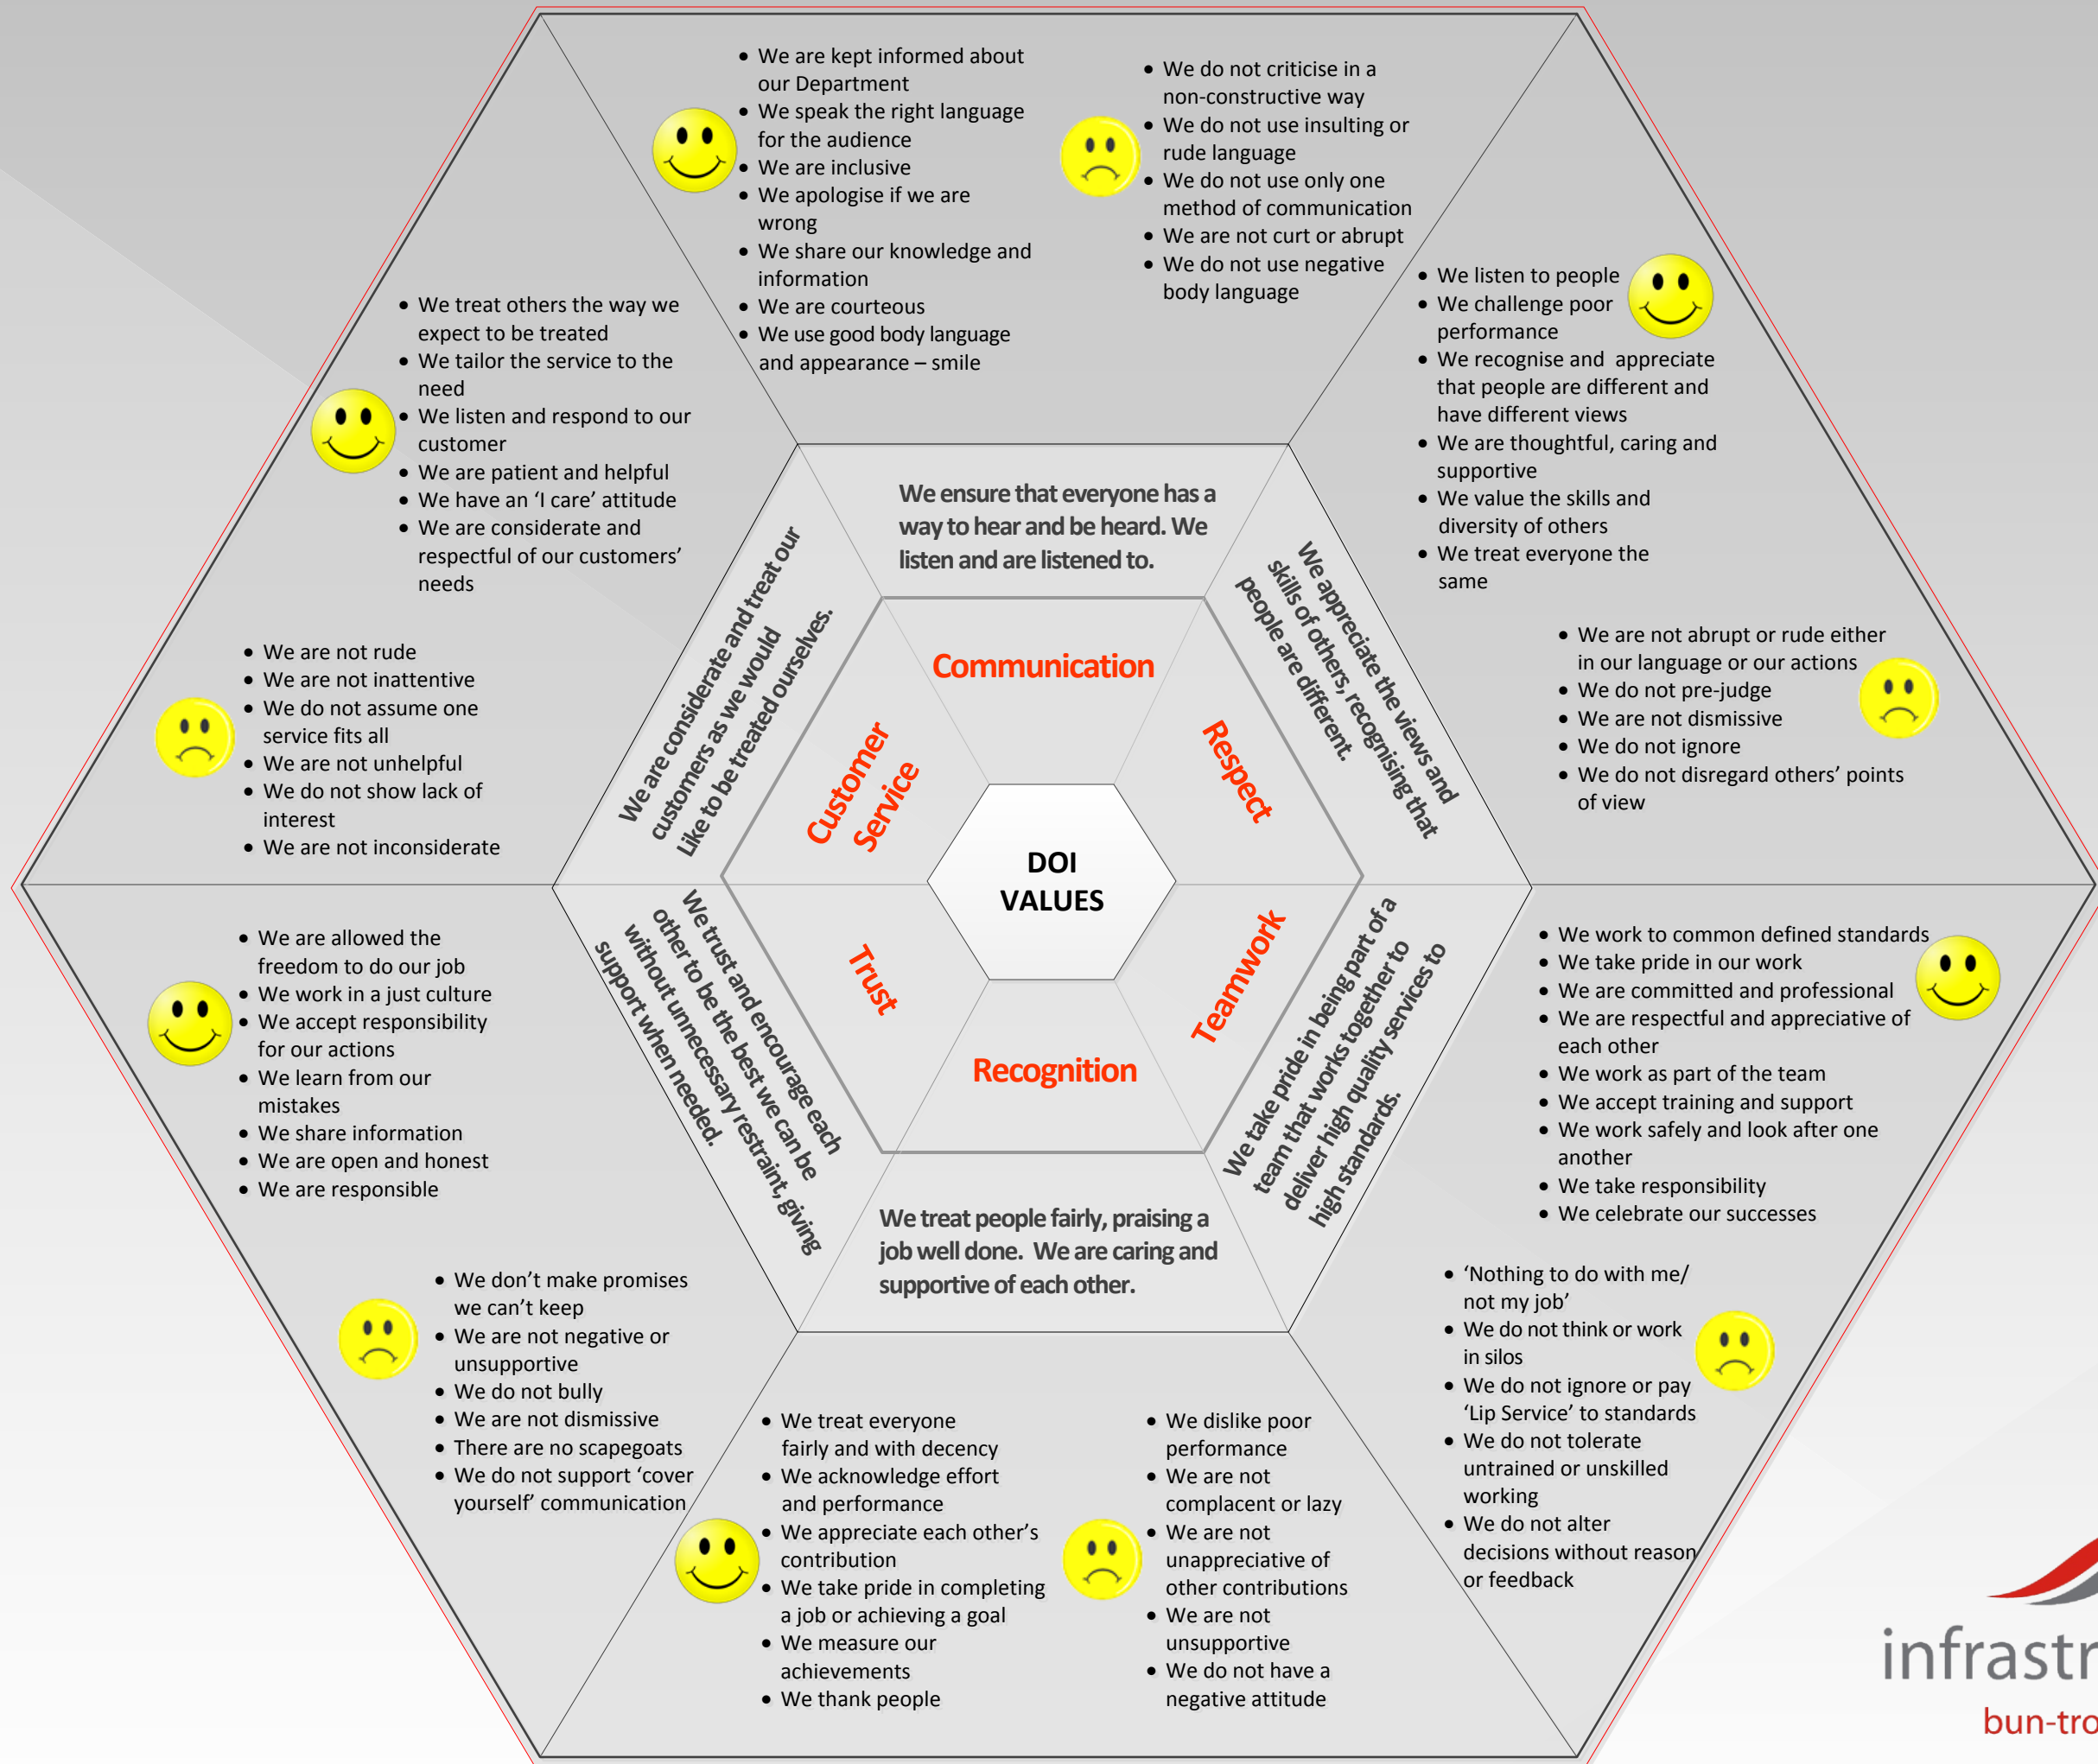 • We are kept informed about
our Department
• We speak the right language
for the audience
• We are inclusive
• We apologise if we are
wrong
• We share our knowledge and
information
• We are courteous
• We use good body language
and appearance – smile
• We do not criticise in a
non-constructive way
• We do not use insulting or
rude language
• We do not use only one
method of communication
• We are not curt or abrupt
• We do not use negative
body language
• We listen to people
• We challenge poor
performance
• We recognise and appreciate
that people are different and
have different views
• We are thoughtful, caring and
supportive
• We value the skills and
diversity of others
• We treat everyone the
same
• We are not abrupt or rude either
in our language or our actions
• We do not pre-judge
• We are not dismissive
• We do not ignore
• We do not disregard others’ points
of view
• We treat others the way we
expect to be treated
• We tailor the service to the
need
• We listen and respond to our
customer
• We are patient and helpful
• We have an ‘I care’ attitude
• We are considerate and
respectful of our customers’
needs
• We are not rude
• We are not inattentive
• We do not assume one
service fits all
• We are not unhelpful
• We do not show lack of
interest
• We are not inconsiderate
We ensure that everyone has a
way to hear and be heard. We
listen and are listened to.
We are considerate and treat our
customers as we would
Like to be treated ourselves.
We appreciate the views and
skills of others, recognising that
people are different.
Communication
Customer
Service
Respect
DOI
VALUES
Trust
Teamwork
Recognition
We trust and encourage each
other to be the best we can be
without unnecessary restraint, giving
support when needed.
We take pride in being part of a
team that works together to
deliver high quality services to
high standards.
We treat people fairly, praising a
job well done. We are caring and
supportive of each other.
• We are allowed the
freedom to do our job
• We work in a just culture
• We accept responsibility
for our actions
• We learn from our
mistakes
• We share information
• We are open and honest
• We are responsible
• We don’t make promises
we can’t keep
• We are not negative or
unsupportive
• We do not bully
• We are not dismissive
• There are no scapegoats
• We do not support ‘cover
yourself’ communication
• We work to common defined standards
• We take pride in our work
• We are committed and professional
• We are respectful and appreciative of
each other
• We work as part of the team
• We accept training and support
• We work safely and look after one
another
• We take responsibility
• We celebrate our successes
• ‘Nothing to do with me/
not my job’
• We do not think or work
in silos
• We do not ignore or pay
‘Lip Service’ to standards
• We do not tolerate
untrained or unskilled
working
• We do not alter
decisions without reason
or feedback
• We treat everyone
fairly and with decency
• We acknowledge effort
and performance
• We appreciate each other’s
contribution
• We take pride in completing
a job or achieving a goal
• We measure our
achievements
• We thank people
• We dislike poor
performance
• We are not
complacent or lazy
• We are not
unappreciative of
other contributions
• We are not
unsupportive
• We do not have a
negative attitude
infrastr
bun-tro